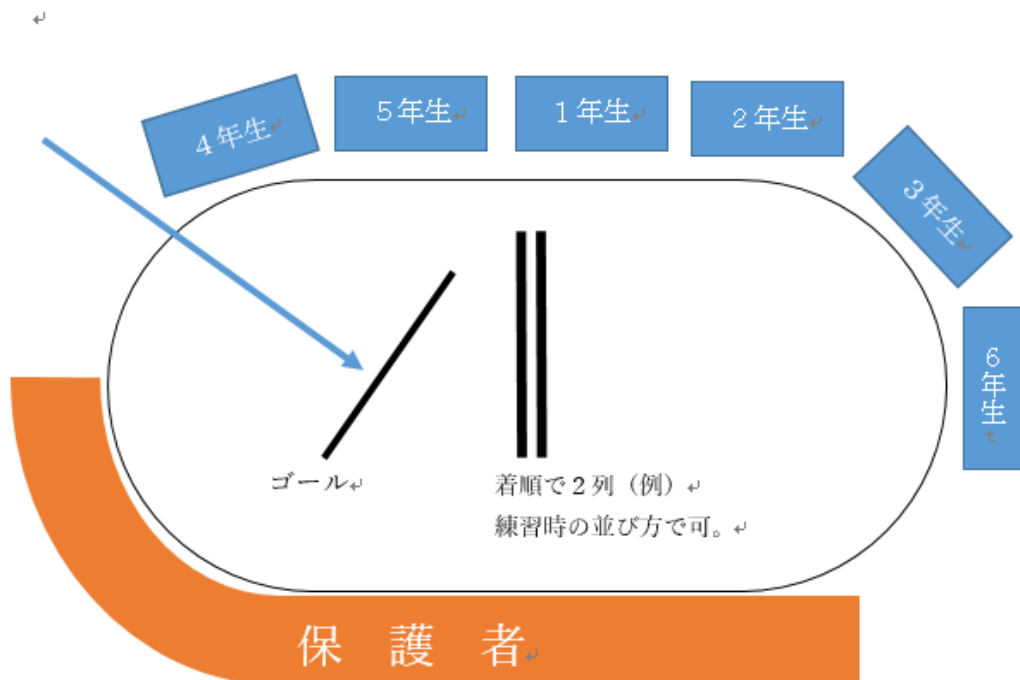 4年生
5年生
1年生
2年生
3年生
6年生
ゴール
着順で2列（例）
練習時の並び方で可。
保　護　者